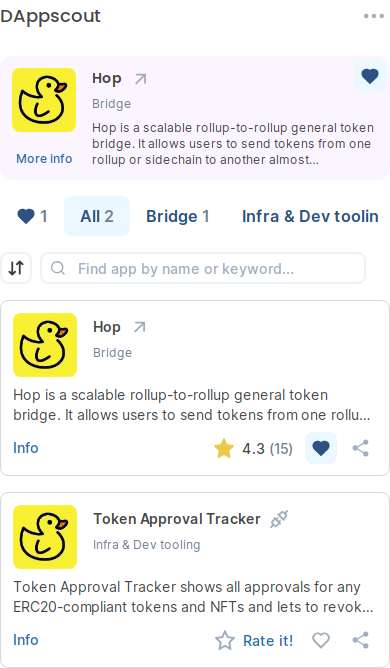 DAppscout
Hop
Bridge
Hop is a scalable rollup-to-rollup general token
bridge. It allows users to send tokens from one
rollup or sidechain to another almost...
More info
1
All 2
Bridge 1
Infra & Dev toolin
Find app by name or keyword...
Hop
Bridge
Hop is a scalable rollup-to-rollup general token
bridge. It allows users to send tokens from one rollu...
Info
4.3 (15)
Token Approval Tracker
Infra & Dev tooling
Token Approval Tracker shows all approvals for any
ERC20-compliant tokens and NFTs and lets to revok...
Info
Rate it!